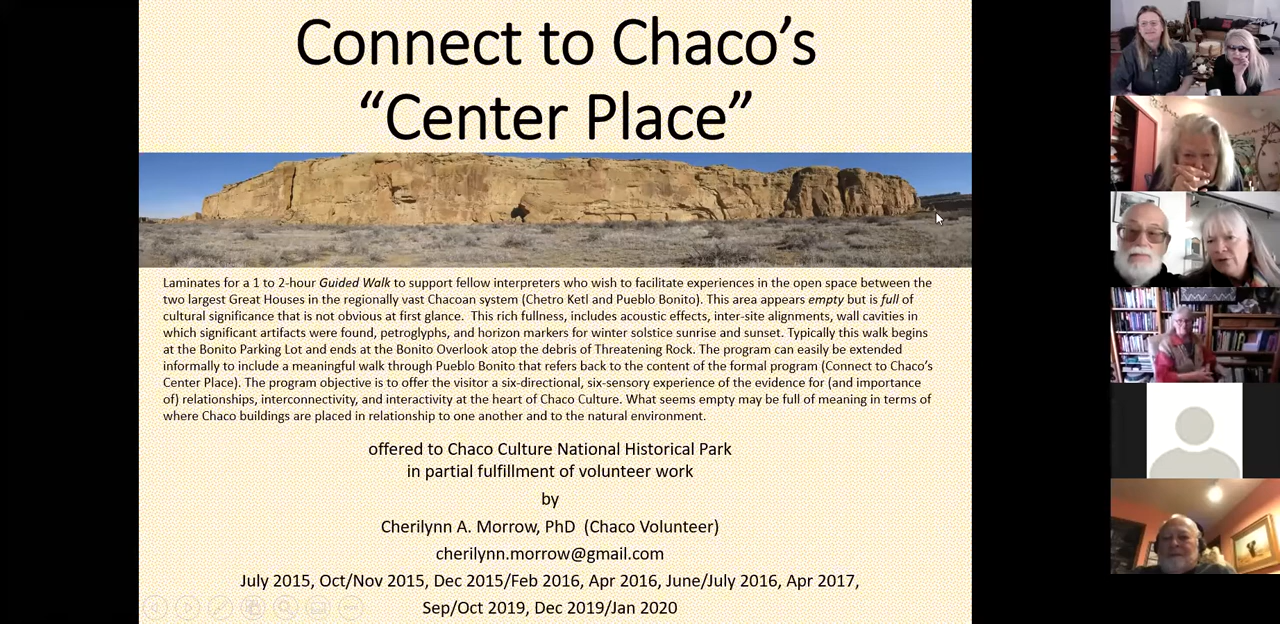 Connect to Chaco’s
“Center Place”
Laminates for a 1 to 2-hour Guided Walk to support fellow interpreters who wish to facilitate experiences in the open space between the
two largest Great Houses in the regionally vast Chacoan system (Chetro Ketl and Pueblo Bonito). This area appears empty but is full of
cultural significance that is not obvious at first glance.  This rich fullness, includes acoustic effects, inter-site alignments, wall cavities in
which significant artifacts were found, petroglyphs, and horizon markers for winter solstice sunrise and sunset. Typically this walk begins
at the Bonito Parking Lot and ends at the Bonito Overlook atop the debris of Threatening Rock. The program can easily be extended
informally to include a meaningful walk through Pueblo Bonito that refers back to the content of the formal program (Connect to Chaco’s
Center Place). The program objective is to offer the visitor a six-directional, six-sensory experience of the evidence for (and importance
of) relationships, interconnectivity, and interactivity at the heart of Chaco Culture. What seems empty may be full of meaning in terms of
where Chaco buildings are placed in relationship to one another and to the natural environment.
offered to Chaco Culture National Historical Park
in partial fulfillment of volunteer work
by
Cherilynn A. Morrow, PhD  (Chaco Volunteer)
cherilynn.morrow@gmail.com
July 2015, Oct/Nov 2015, Dec 2015/Feb 2016, Apr 2016, June/July 2016, Apr 2017,
Sep/Oct 2019, Dec 2019/Jan 2020